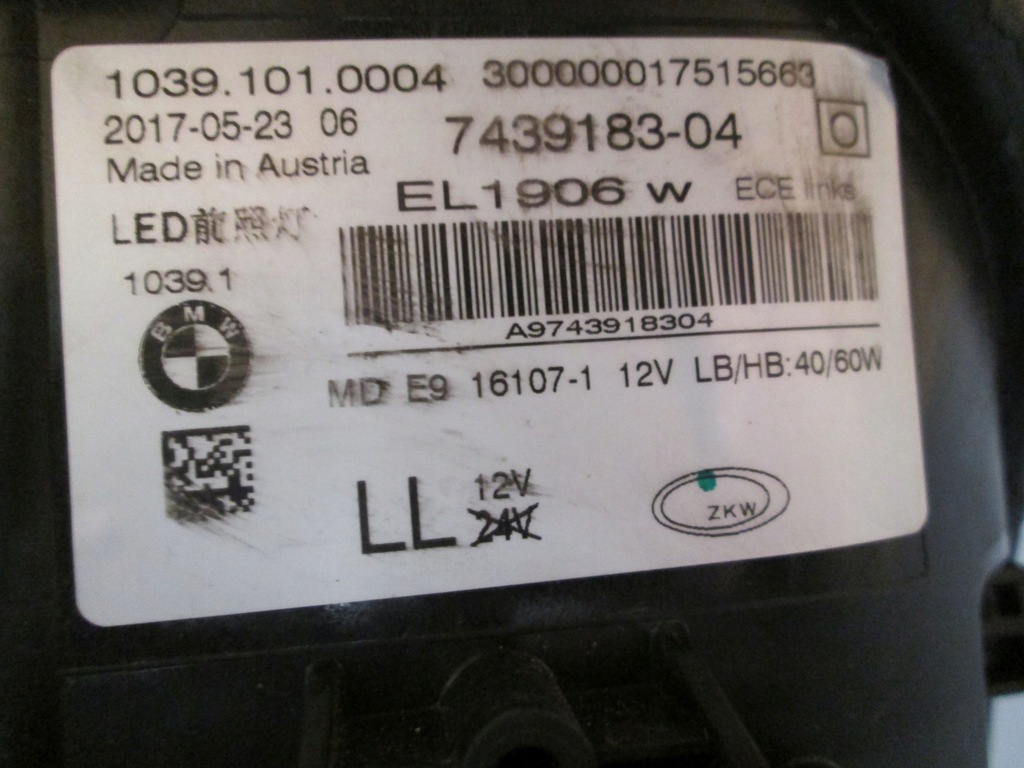 1039.101.0004 300000017515663
2017-05-23 06 7439183-04 O
Made in Austria
EL1906 W ECE links
LED前照灯
1039.1
BMW
A9743918304
MD E9 16107-1 12V LB/HB:40/60W
LL 12V
24V
ZKW